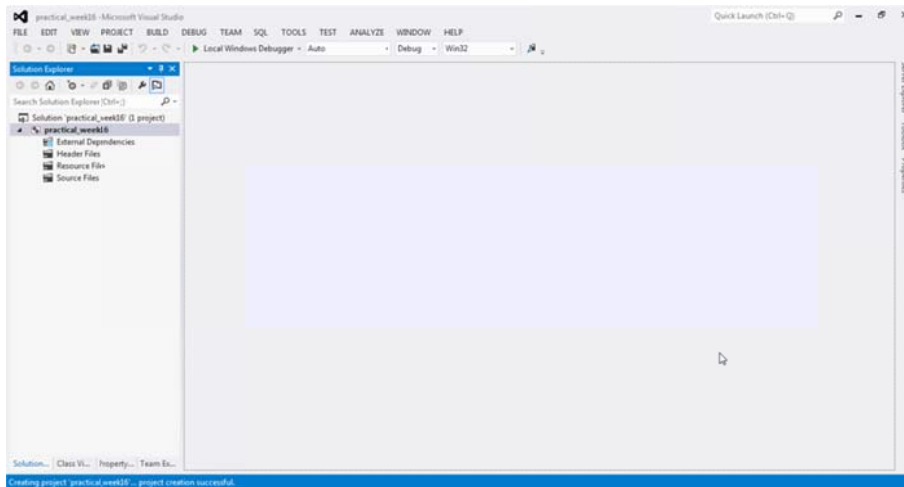 practical_week16 - Microsoft Visual Studio
Quick Launch (Ctrl+Q)
FILE EDIT VIEW PROJECT BUILD DEBUG TEAM SQL TOOLS TEST ANALYZE WINDOW HELP
Local Windows Debugger Auto Debug Win32
Solution Explorer
Search Solution Explorer (Ctrl+;)
Solution 'practical_week16' (1 project)
practical_week16
External Dependencies
Header Files
Resource Files
Source Files
Solution... Class Vi... Property... Team Ex...
Creating project 'practical_week16'... project creation successful.